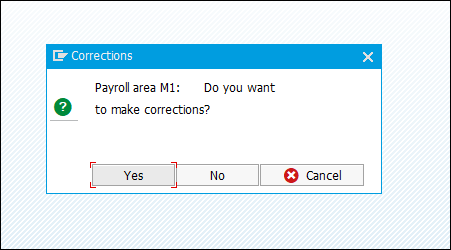 Corrections
Payroll area M1: Do you want
to make corrections?
Yes No Cancel